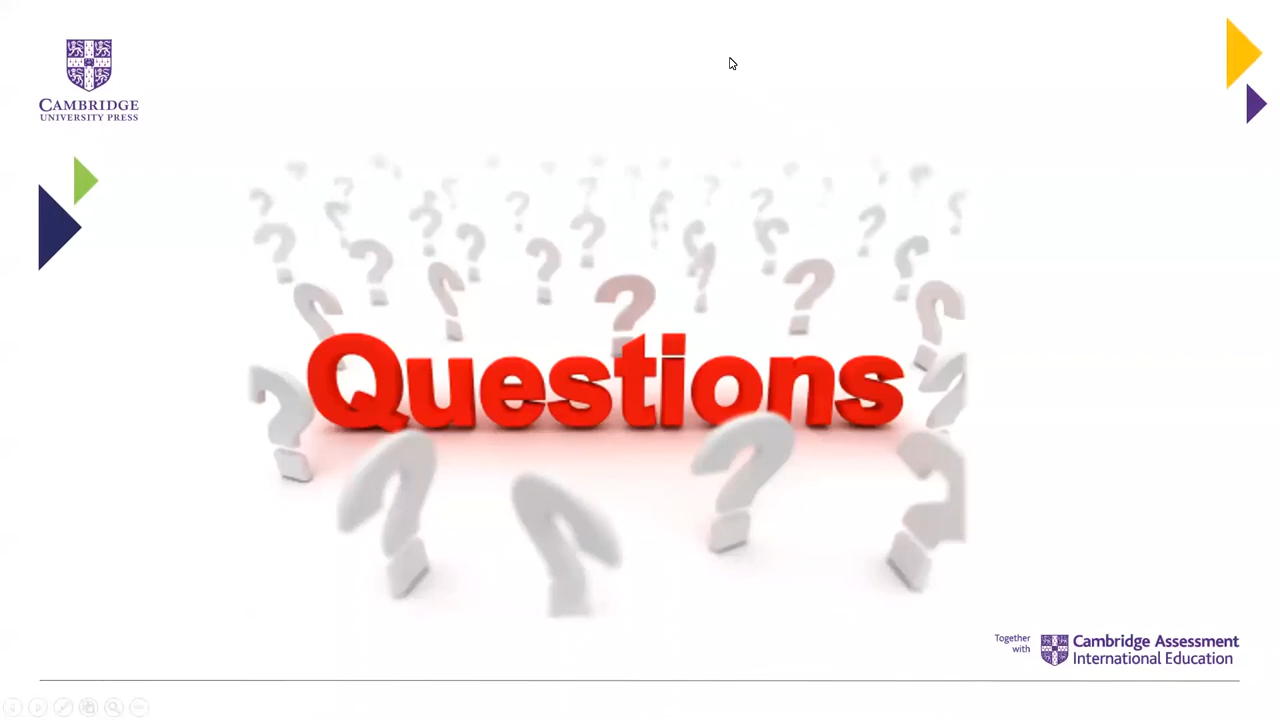 CAMBRIDGE
UNIVERSITY PRESS
Questions
Together
with
Cambridge Assessment
International Education